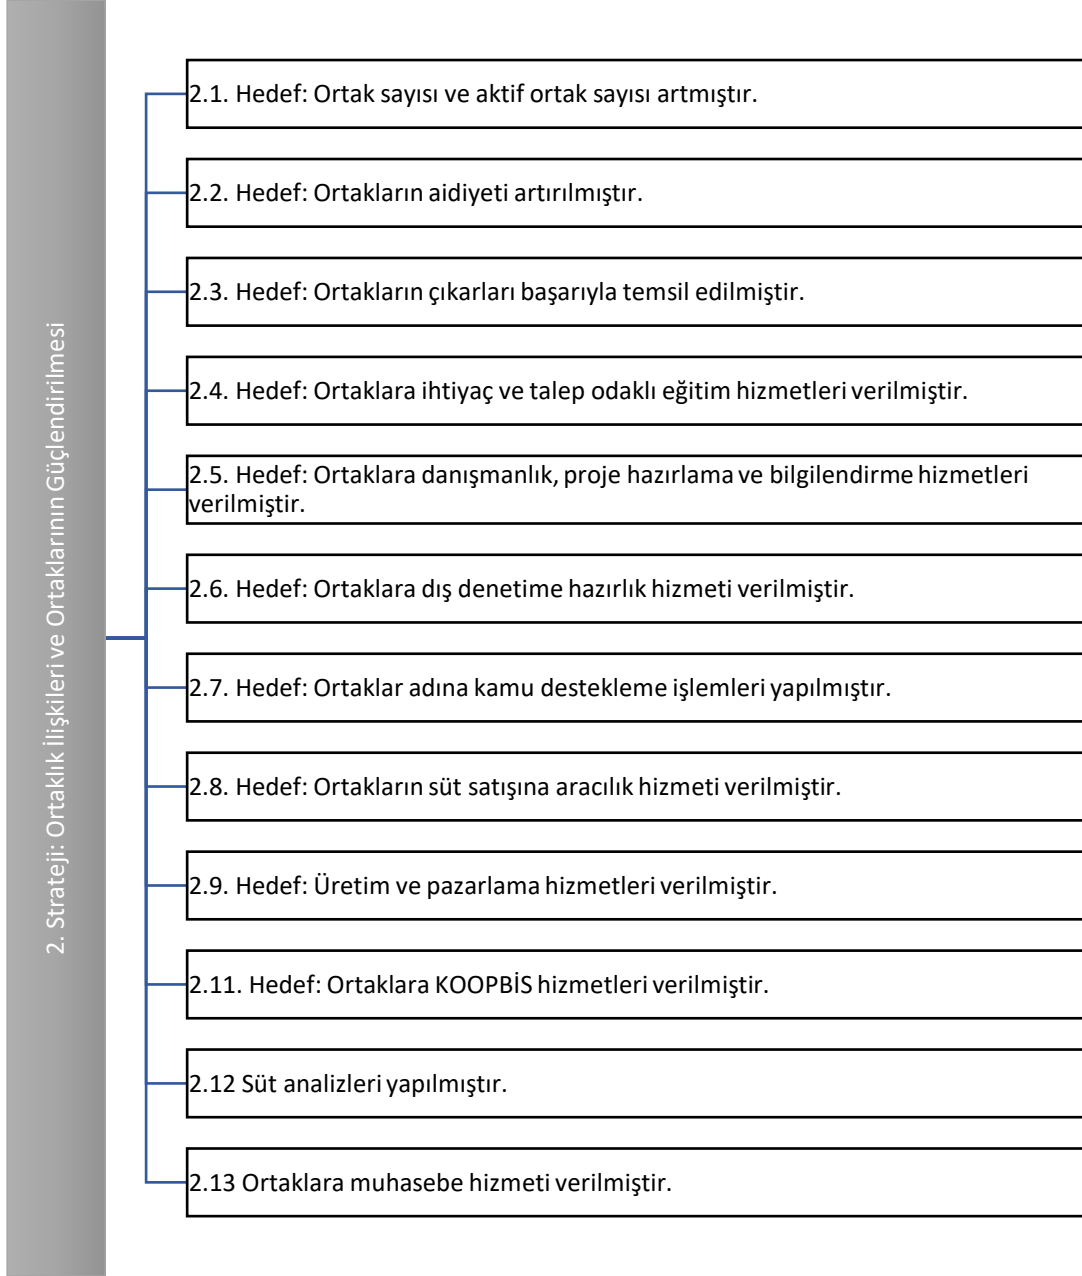 2. Strateji: Ortaklık İlişkileri ve Ortaklarının Güçlendirilmesi
2.1. Hedef: Ortak sayısı ve aktif ortak sayısı artmıştır.
2.2. Hedef: Ortakların aidiyeti artırılmıştır.
2.3. Hedef: Ortakların çıkarları başarıyla temsil edilmiştir.
2.4. Hedef: Ortaklara ihtiyaç ve talep odaklı eğitim hizmetleri verilmiştir.
2.5. Hedef: Ortaklara danışmanlık, proje hazırlama ve bilgilendirme hizmetleri
verilmiştir.
2.6. Hedef: Ortaklara dış denetime hazırlık hizmeti verilmiştir.
2.7. Hedef: Ortaklar adına kamu destekleme işlemleri yapılmıştır.
2.8. Hedef: Ortakların süt satışına aracılık hizmeti verilmiştir.
2.9. Hedef: Üretim ve pazarlama hizmetleri verilmiştir.
2.11. Hedef: Ortaklara KOOPBİS hizmetleri verilmiştir.
2.12 Süt analizleri yapılmıştır.
2.13 Ortaklara muhasebe hizmeti verilmiştir.